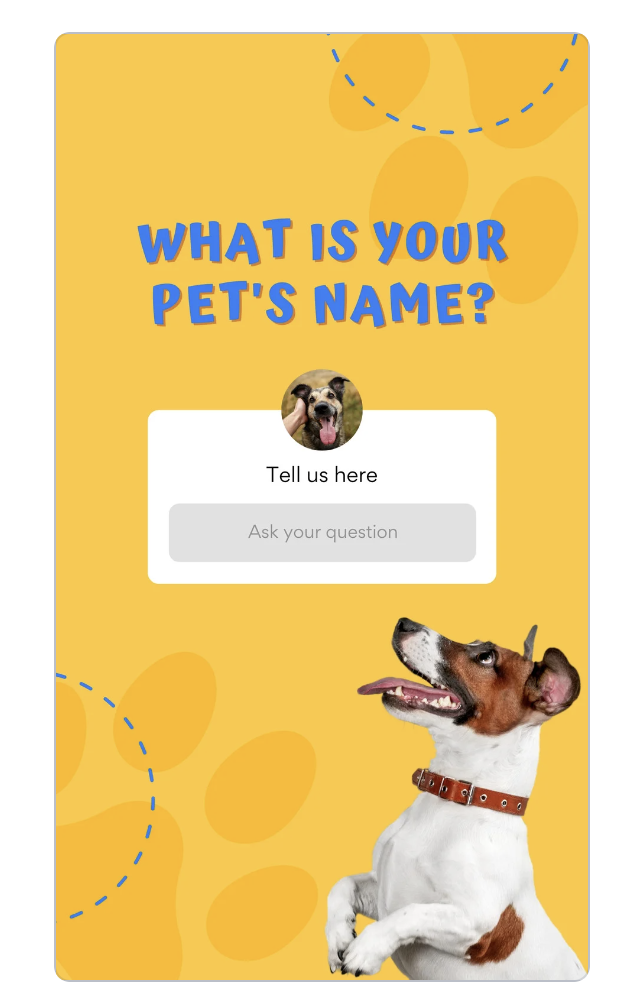 WHAT IS YOUR
PET'S NAME?
Tell us here
Ask your question